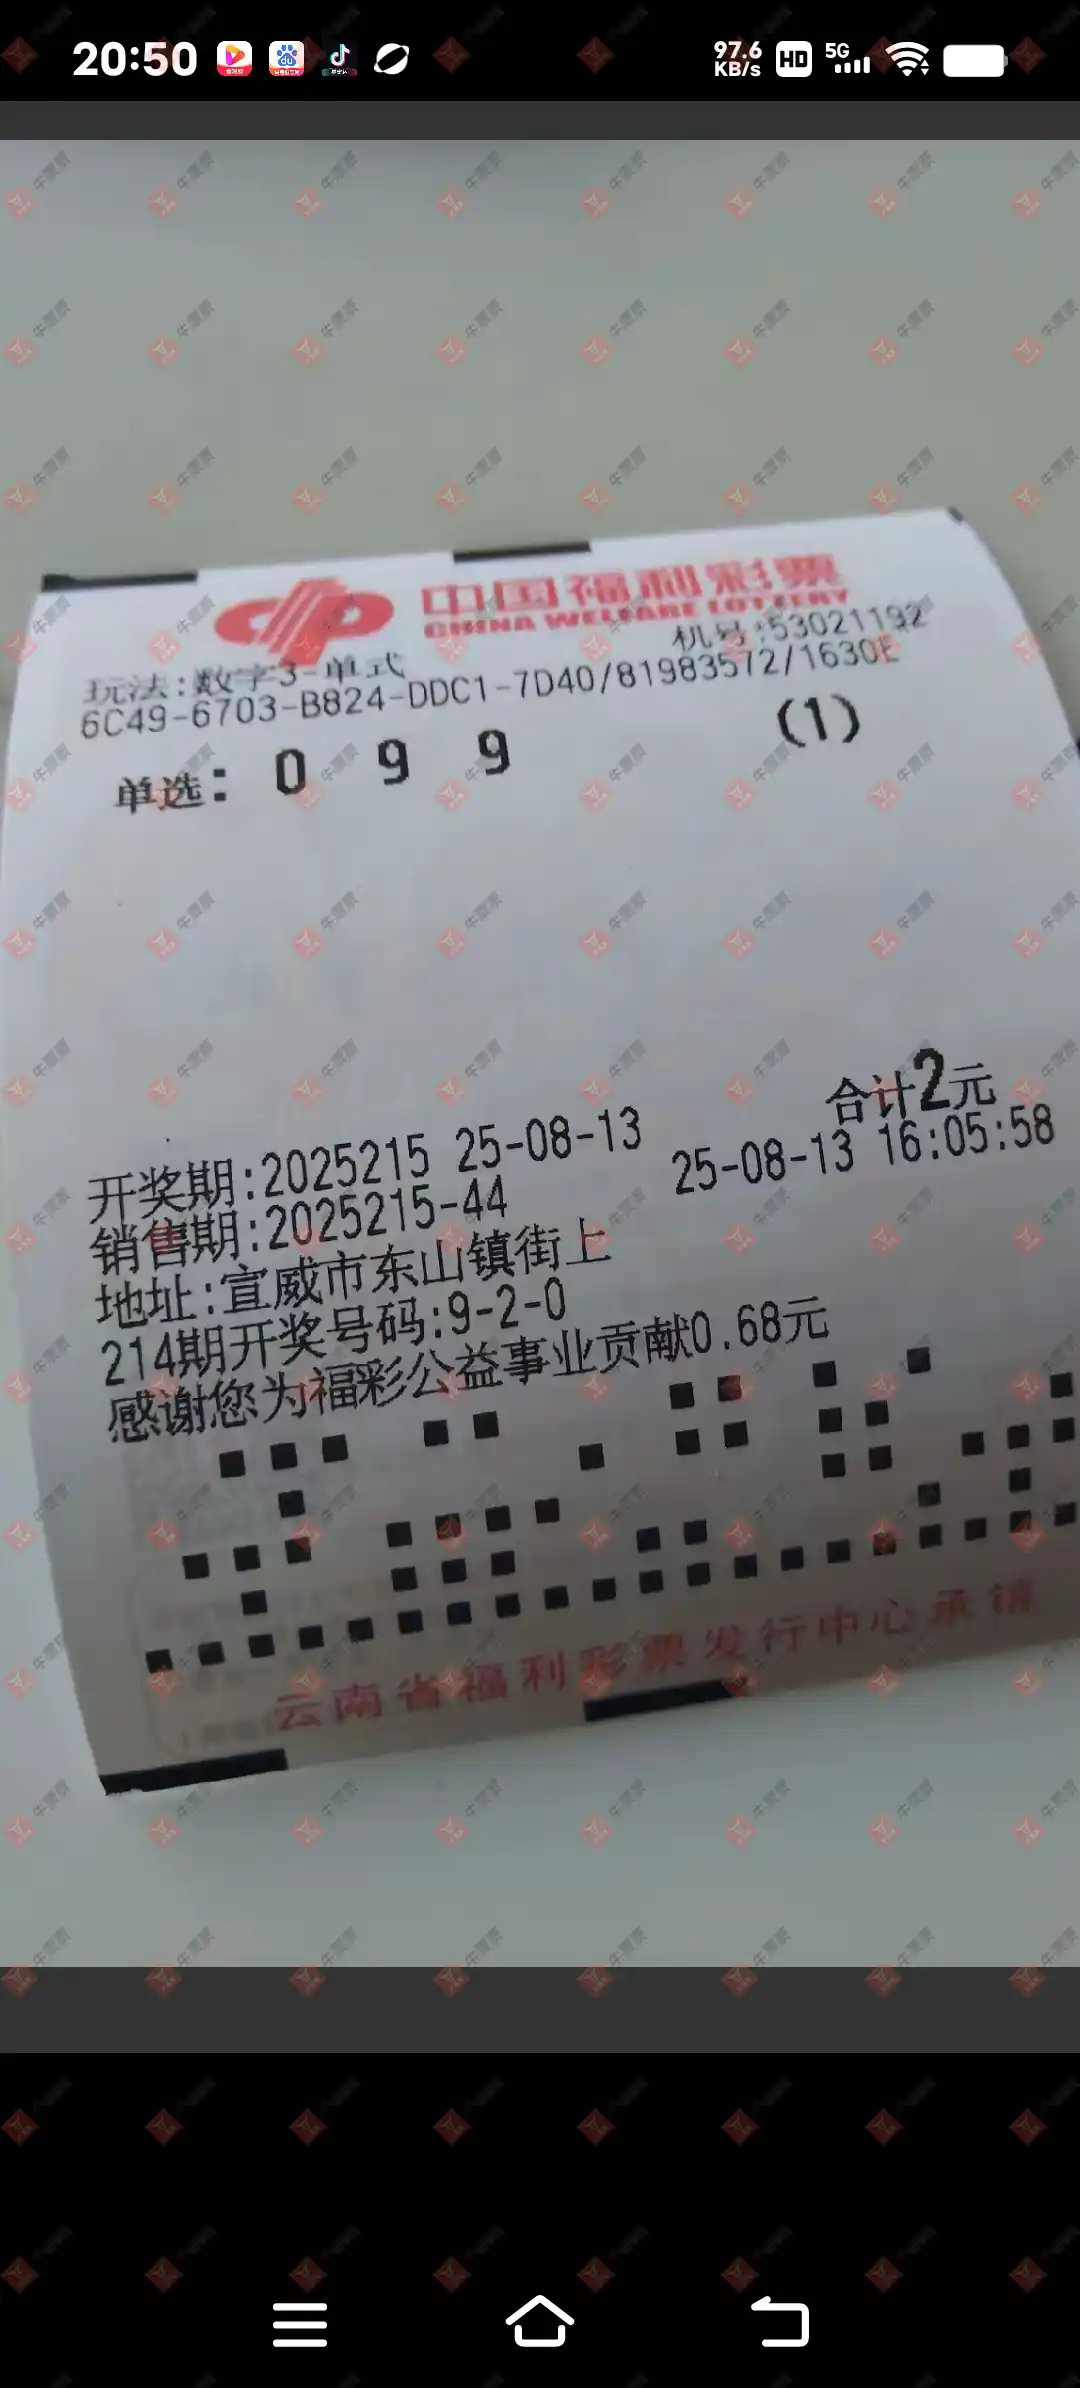 20:50
97.6 KB/s HD 5G
中国福利彩票
CHINA WELFARE LOTTERY
机号:53021192
玩法:数字3-单式
6C49-6703-B824-DDC1-7D40/81983572/1630E
单选: 0 9 9 (1)
合计2元
开奖期:2025215 25-08-13
25-08-13 16:05:58
销售期:2025215-44
地址:宣威市东山镇街上
214期开奖号码:9-2-0
感谢您为福彩公益事业贡献0.68元
云南省福利彩票发行中心承销